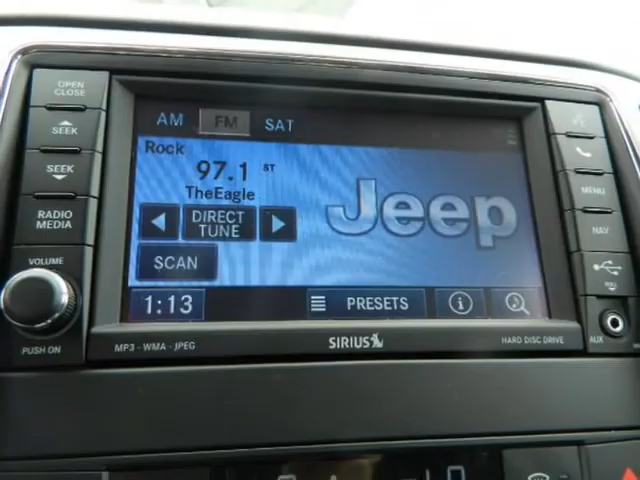 OPEN
CLOSE
SEEK
SEEK
RADIO
MEDIA
VOLUME
PUSH ON
AM FM SAT
Rock
97.1 ST
TheEagle
DIRECT
TUNE
SCAN
Jeep
1:13
PRESETS
MP3 - WMA - JPEG
SIRIUS
HARD DISC DRIVE
MENU
NAV
AUX